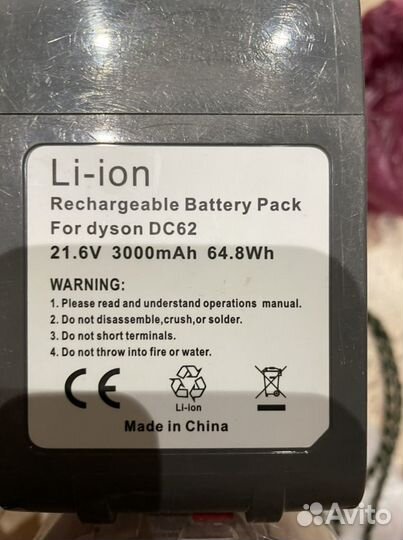 Li-ion
Rechargeable Battery Pack
For dyson DC62
21.6V 3000mAh 64.8Wh
WARNING:
1. Please read and understand operations manual.
2. Do not disassemble,crush,or solder.
3. Do not short terminals.
4. Do not throw into fire or water.
CE
Li-ion
Made in China
Avito